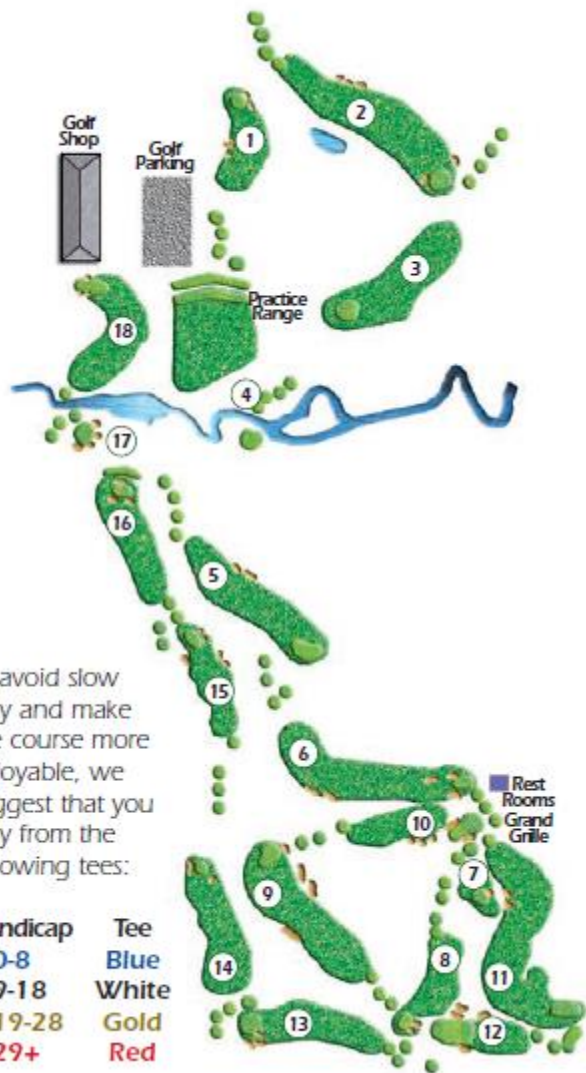 2
1
Golf
Shop
Golf
Parking
3
Practice
Range
18
4
17
16
5
avoid slow
y and make
e course more
joyable, we
ggest that you
y from the
owing tees:
15
6
Rest
Rooms
10
Grand
Grille
7
9
8
11
14
13
12
ndicap Tee
0-8 Blue
9-18 White
19-28 Gold
29+ Red